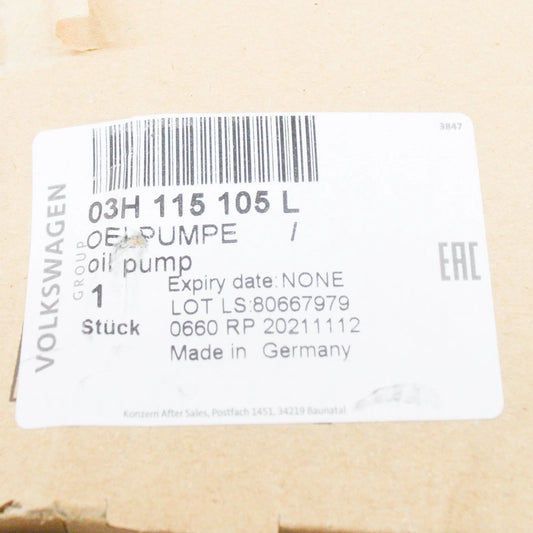 3847
03H 115 105 L
OELPUMPE /
oil pump
1
Stück
Expiry date:NONE
LOT LS:80667979
0660 RP 20211112
Made in Germany
VOLKSWAGEN
GROUP
EAC
Konzern After Sales, Postfach 1451, 34219 Baunatal